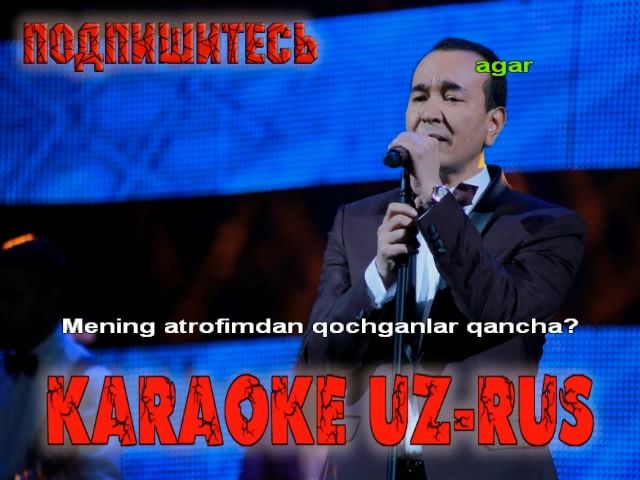 ПОДПИШИТЕСЬ
agar
Mening atrofimdan qochganlar qancha?
KARAOKE UZ-RUS